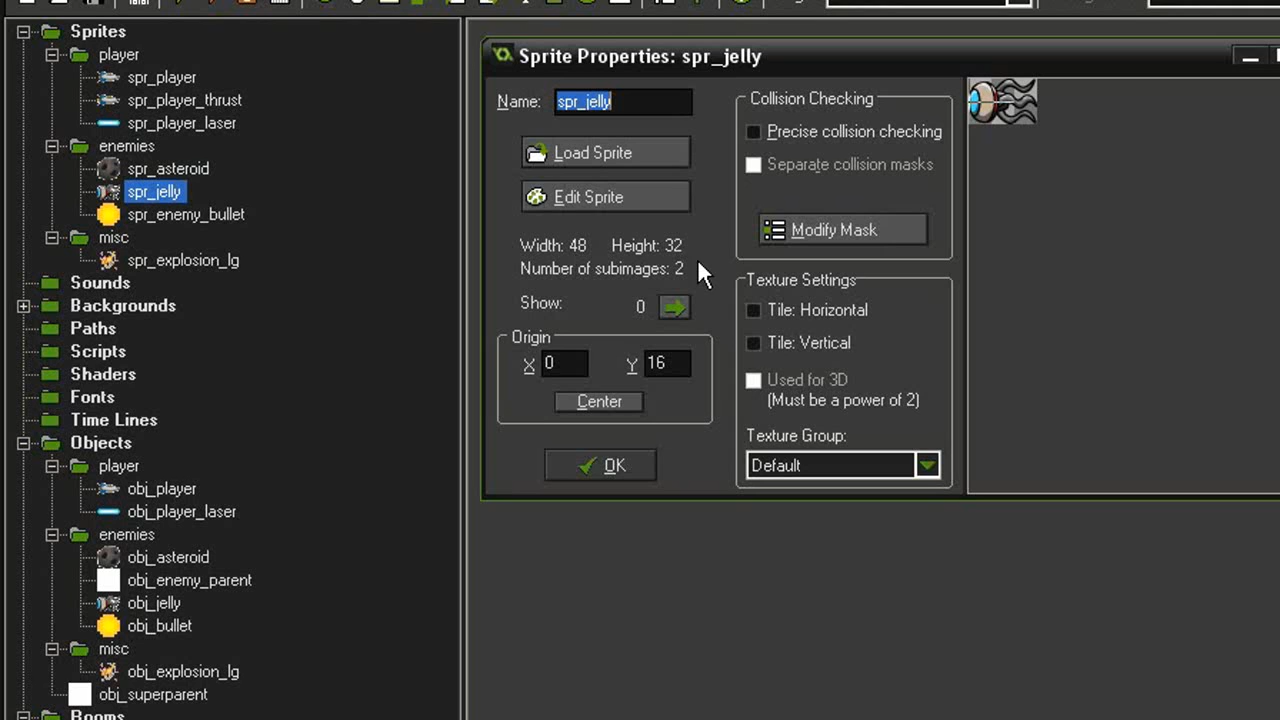 Sprites
player
spr_player
spr_player_thrust
spr_player_laser
enemies
spr_asteroid
spr_jelly
spr_enemy_bullet
misc
spr_explosion_lg
Sounds
Backgrounds
Paths
Scripts
Shaders
Fonts
Time Lines
Objects
player
obj_player
obj_player_laser
enemies
obj_asteroid
obj_enemy_parent
obj_jelly
obj_bullet
misc
obj_explosion_lg
obj_superparent
Rooms
Sprite Properties: spr_jelly
Name: spr_jelly
Load Sprite
Edit Sprite
Width: 48 Height: 32
Number of subimages: 2
Show: 0
Origin
X 0 Y 16
Center
OK
Collision Checking
Precise collision checking
Separate collision masks
Modify Mask
Texture Settings
Tile: Horizontal
Tile: Vertical
Used for 3D
(Must be a power of 2)
Texture Group:
Default